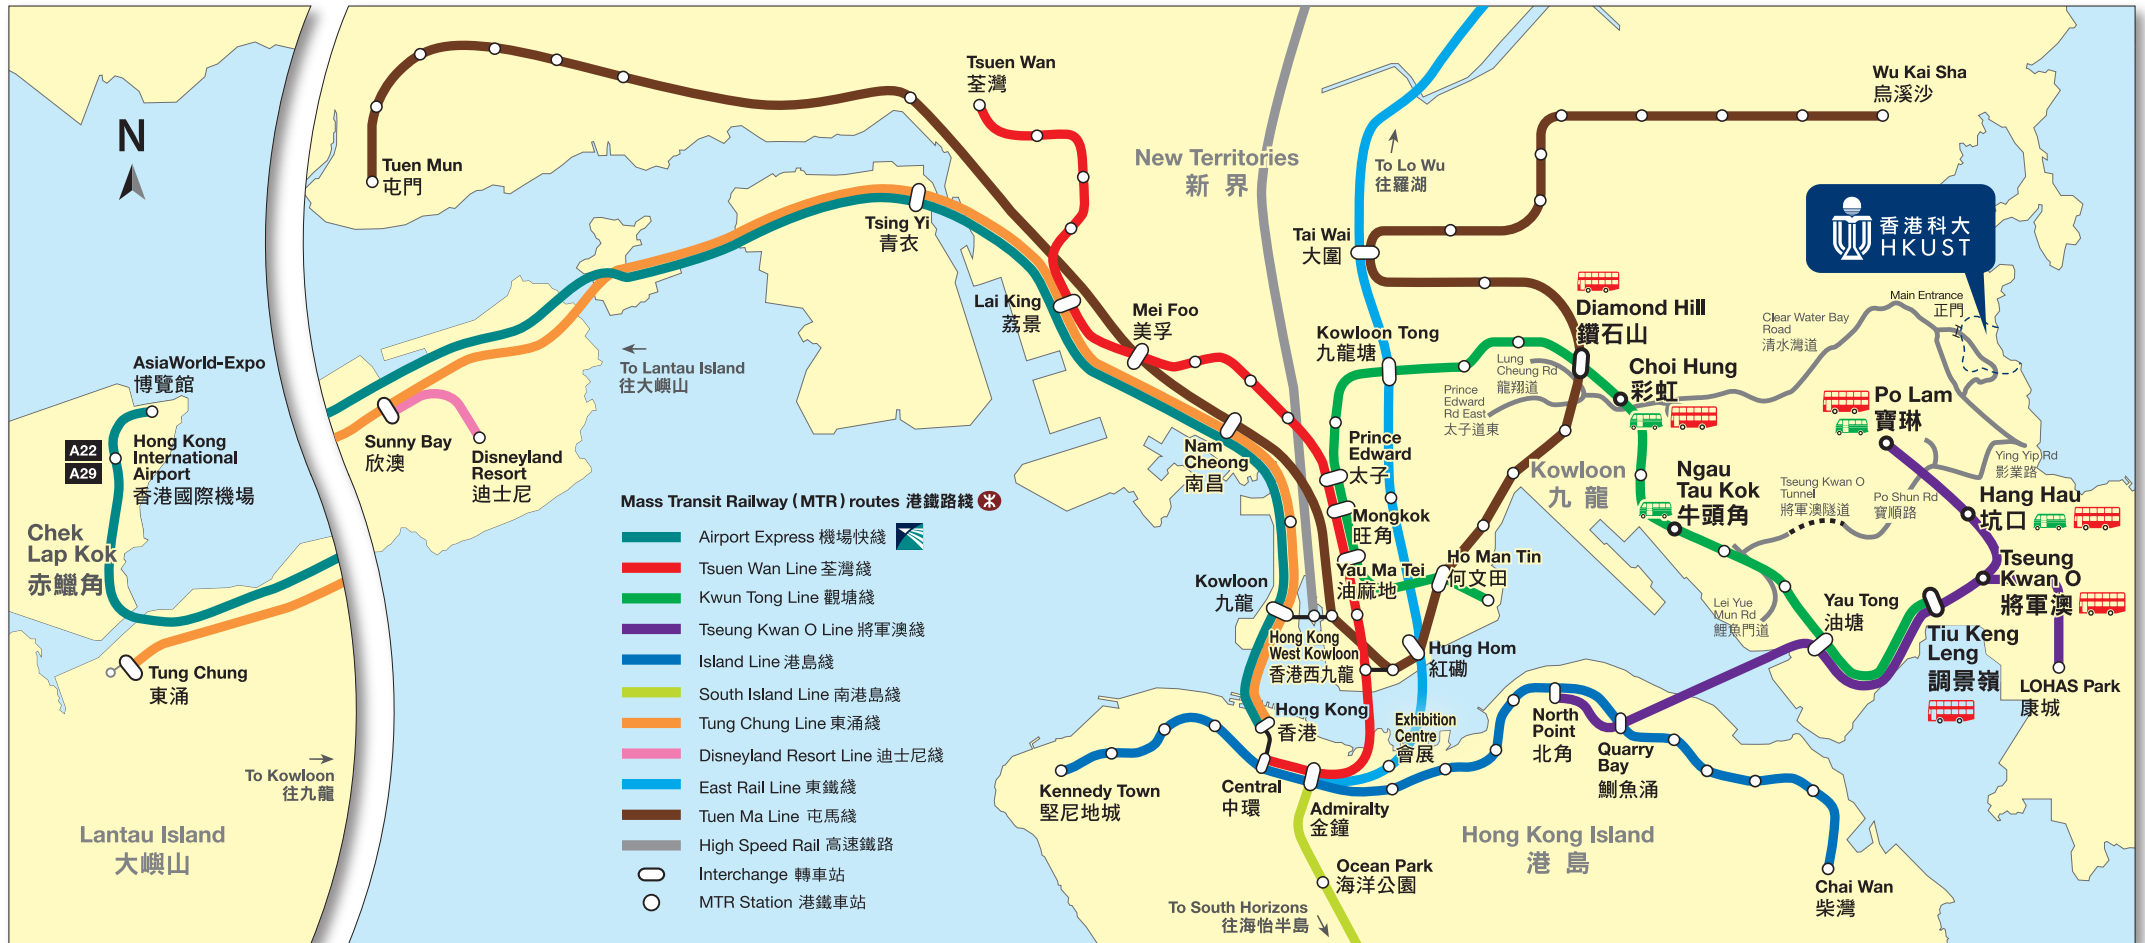 N
Tuen Mun
屯門
Tsuen Wan
荃灣
New Territories
新界
To Lo Wu
往羅湖
Wu Kai Sha
烏溪沙
香港科大
HKUST
Tsing Yi
青衣
Tai Wai
大圍
Lai King
荔景
Mei Foo
美孚
Kowloon Tong
九龍塘
Diamond Hill
鑽石山
Main Entrance
正門
Clear Water Bay
Road
清水灣道
Lung
Cheung Rd
龍翔道
Choi Hung
彩虹
Prince
Edward
Rd East
太子道東
Po Lam
寶琳
AsiaWorld-Expo
博覽館
To Lantau Island
往大嶼山
A22
A29
Hong Kong
International
Airport
香港國際機場
Sunny Bay
欣澳
Disneyland
Resort
迪士尼
Nam
Cheong
南昌
Prince
Edward
太子
Mongkok
旺角
Kowloon
九龍
Ngau
Tau Kok
牛頭角
Tseung Kwan O
Tunnel
將軍澳隧道
Po Shun Rd
寶順路
Ying Yip Rd
影業路
Hang Hau
坑口
Chek
Lap Kok
赤鱲角
Tseung
Kwan O
將軍澳
Yau Ma Tei
油麻地
Ho Man Tin
何文田
Kowloon
九龍
Hong Kong
West Kowloon
香港西九龍
Hung Hom
紅磡
Lei Yue
Mun Rd
鯉魚門道
Yau Tong
油塘
Tiu Keng
Leng
調景嶺
LOHAS Park
康城
Tung Chung
東涌
Hong Kong
香港
Exhibition
Centre
會展
North
Point
北角
Quarry
Bay
鰂魚涌
To Kowloon
往九龍
Kennedy Town
堅尼地城
Central
中環
Admiralty
金鐘
Lantau Island
大嶼山
Hong Kong Island
港島
Ocean Park
海洋公園
Chai Wan
柴灣
To South Horizons
往海怡半島
Mass Transit Railway (MTR) routes 港鐵路綫
Airport Express 機場快綫
Tsuen Wan Line 荃灣綫
Kwun Tong Line 觀塘綫
Tseung Kwan O Line 將軍澳綫
Island Line 港島綫
South Island Line 南港島綫
Tung Chung Line 東涌綫
Disneyland Resort Line 迪士尼綫
East Rail Line 東鐵綫
Tuen Ma Line 屯馬綫
High Speed Rail 高速鐵路
Interchange 轉車站
MTR Station 港鐵車站